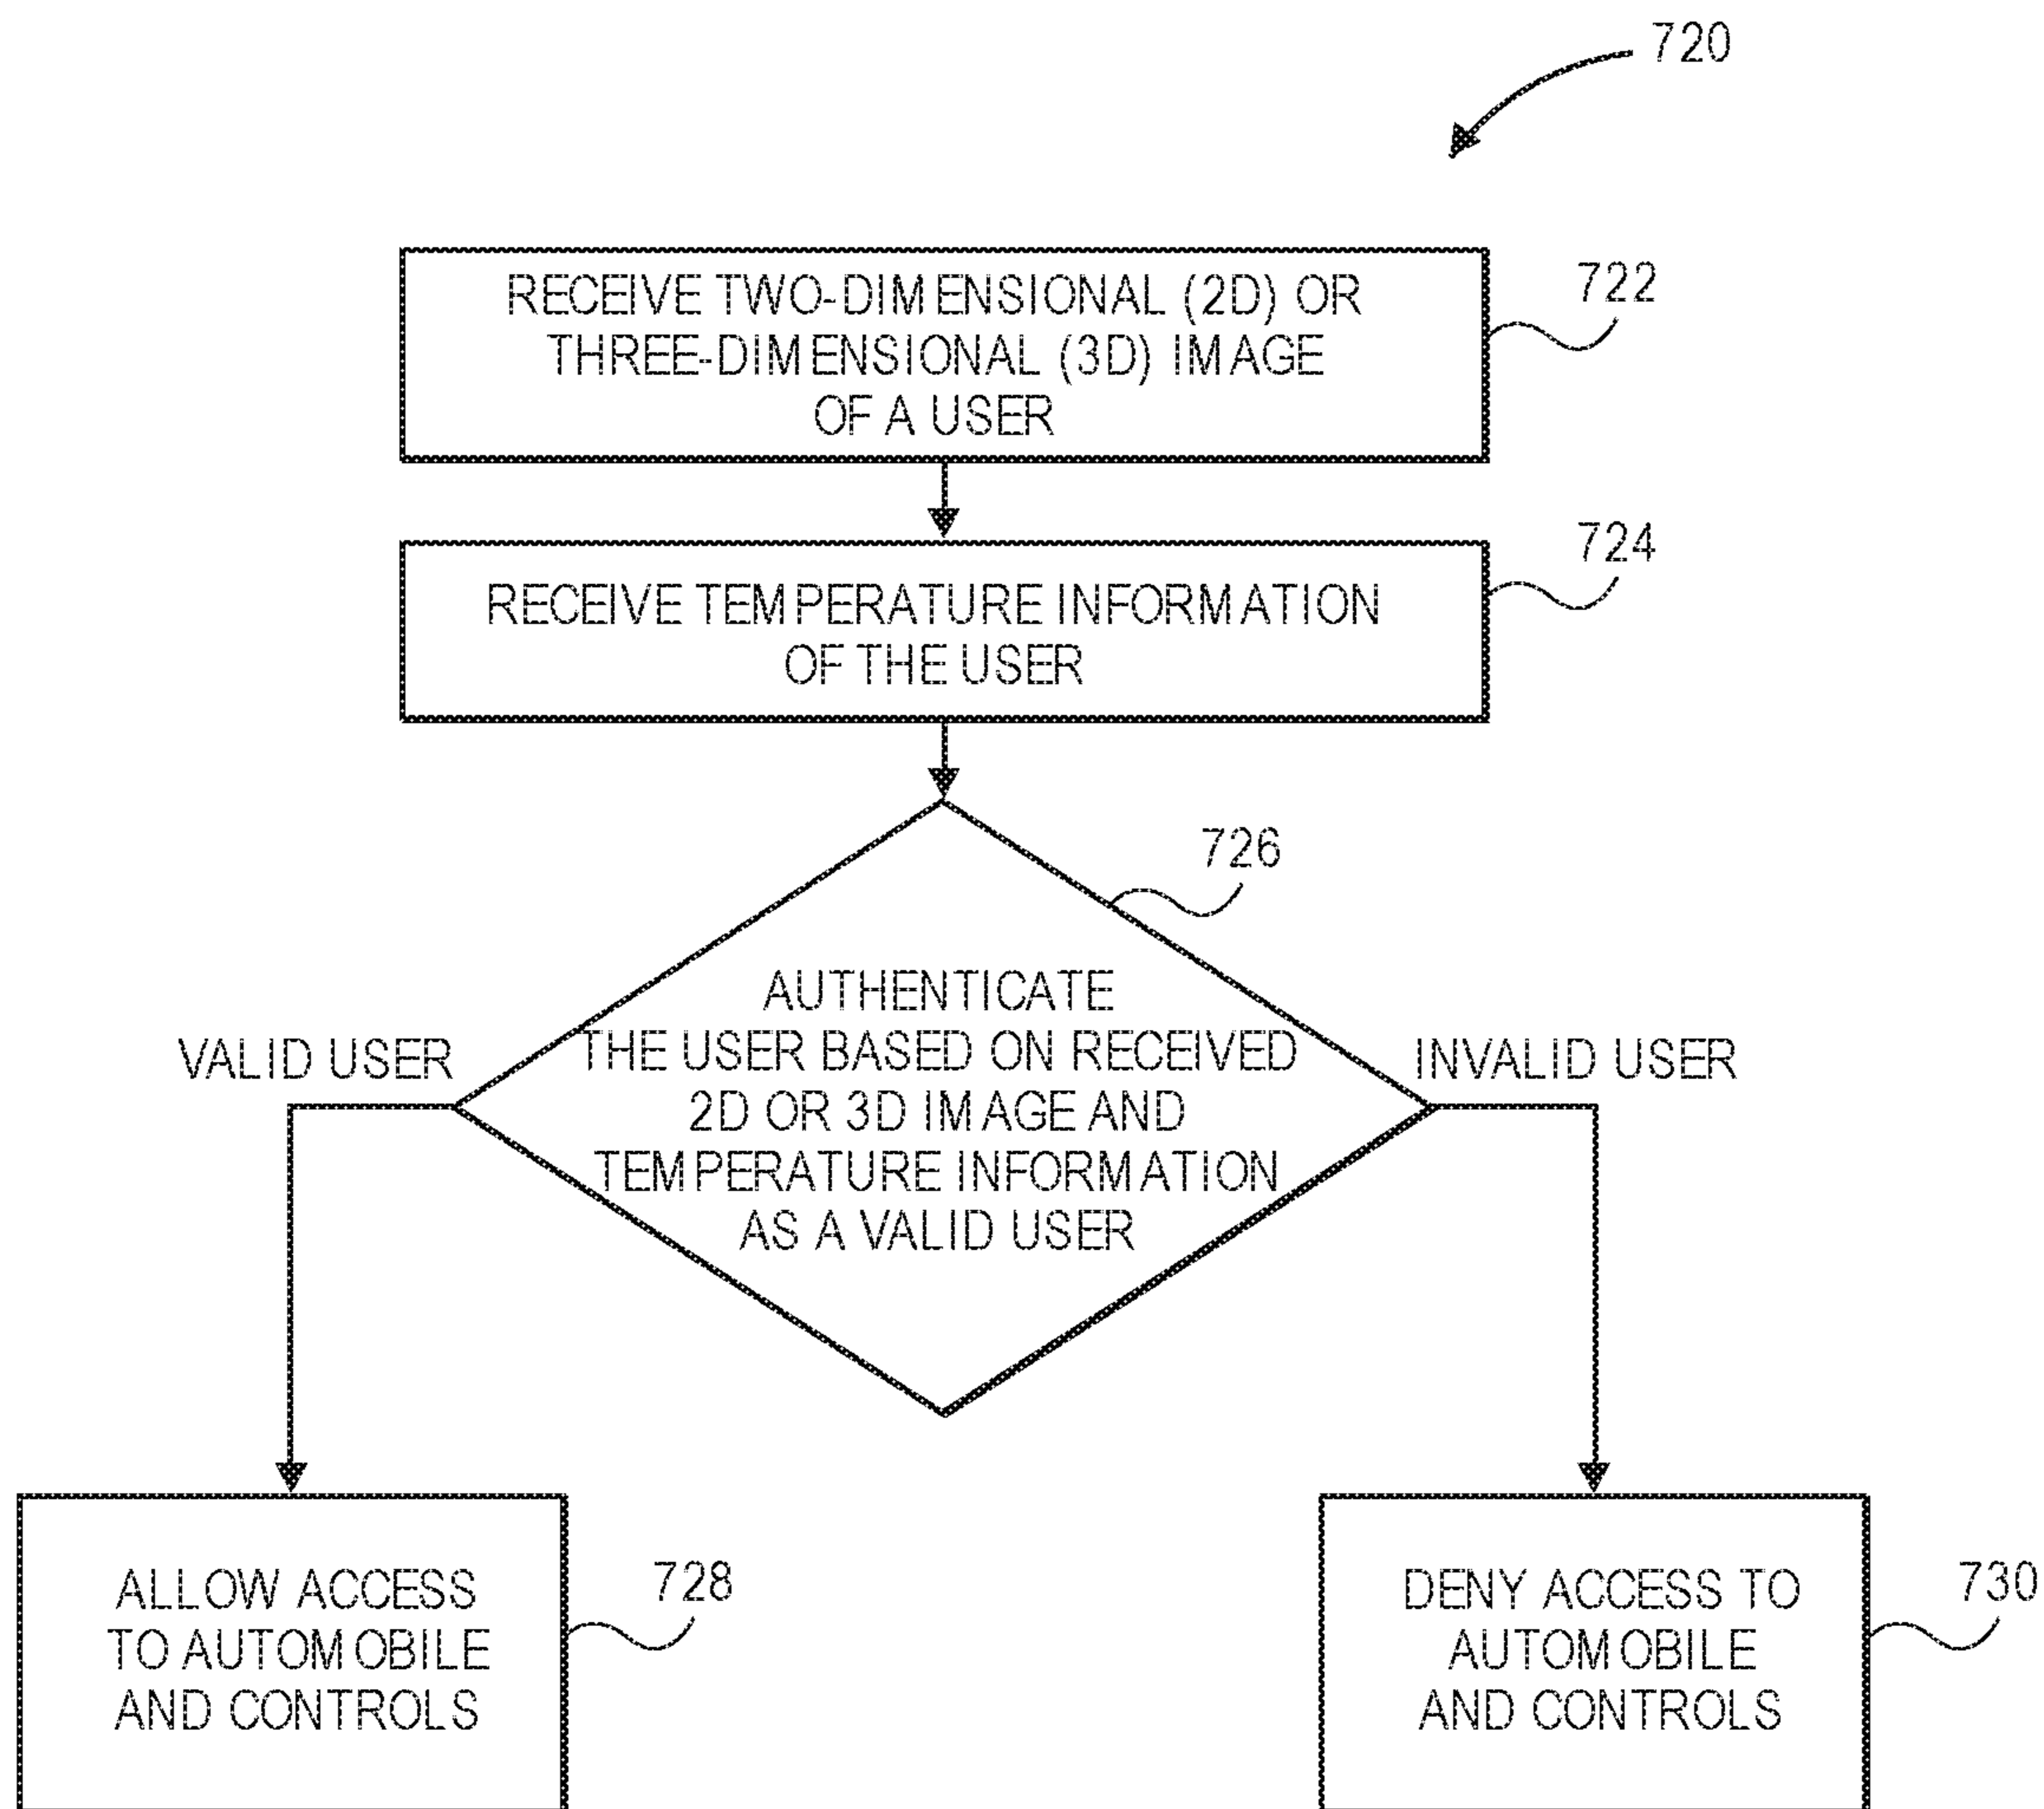 720
RECEIVE TWO-DIMENSIONAL (2D) OR
THREE-DIMENSIONAL (3D) IMAGE
OF A USER
722
RECEIVE TEMPERATURE INFORMATION
OF THE USER
724
726
AUTHENTICATE
THE USER BASED ON RECEIVED
2D OR 3D IMAGE AND
TEMPERATURE INFORMATION
AS A VALID USER
VALID USER
INVALID USER
ALLOW ACCESS
TO AUTOMOBILE
AND CONTROLS
728
DENY ACCESS TO
AUTOMOBILE
AND CONTROLS
730